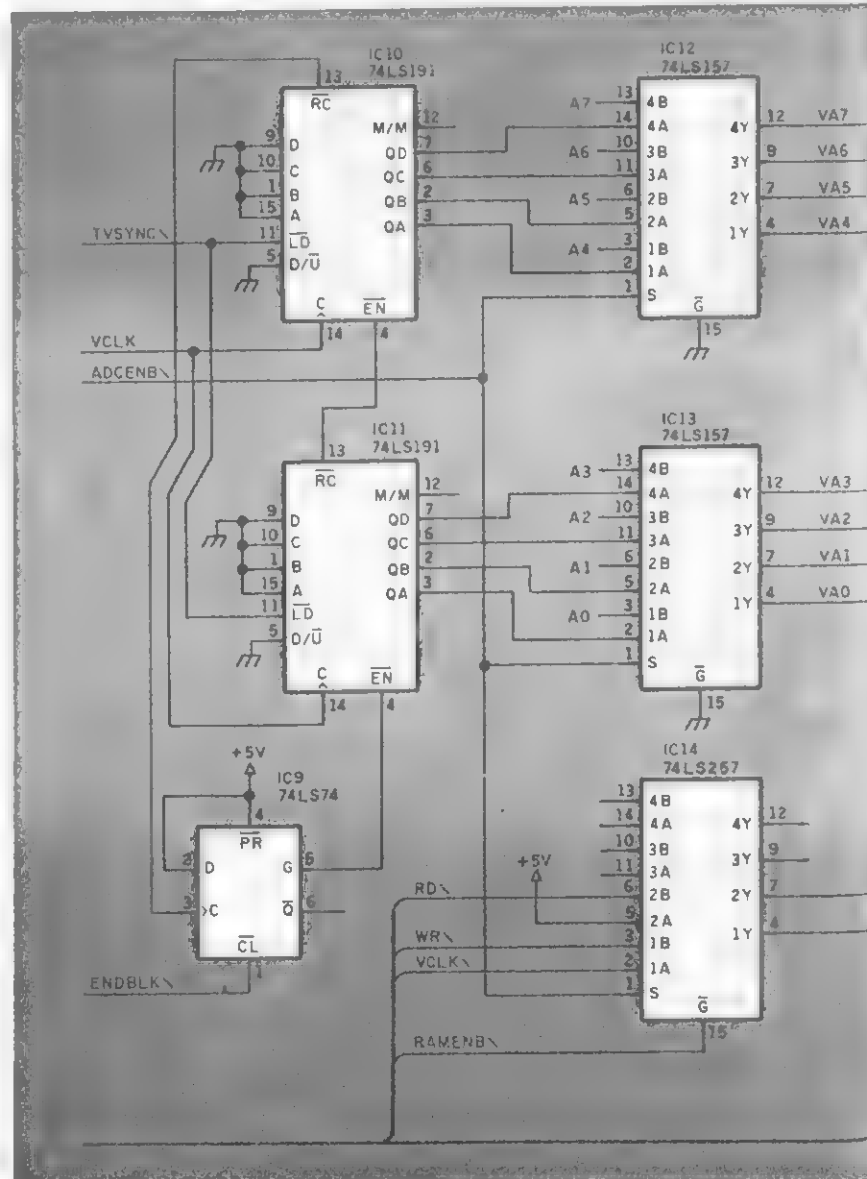 IC10
74LS191
13
RC
M/M 12
9 D
QD 7
10 C
QC 6
1 B
QB 2
15 A
QA 3
TVSYNC\
11 LD
5 D/U
C
EN
14
4
VCLK
ADCENB\
IC12
74LS157
A7 13 4B
14 4A
4Y 12 VA7
A6 10 3B
11 3A
3Y 9 VA6
A5 6 2B
5 2A
2Y 7 VA5
A4 3 1B
2 1A
1Y 4 VA4
1 S
G
15
IC11
74LS191
13
RC
M/M 12
9 D
QD 7
10 C
QC 6
1 B
QB 2
15 A
QA 3
11 LD
5 D/U
C
EN
14
4
IC13
74LS157
A3 13 4B
14 4A
4Y 12 VA3
A2 10 3B
11 3A
3Y 9 VA2
A1 6 2B
5 2A
2Y 7 VA1
A0 3 1B
2 1A
1Y 4 VA0
1 S
G
15
+5V
IC9
74LS74
4
PR
2 D
G 5
3 >C
Q 6
CL
1
ENDBLK\
IC14
74LS257
13 4B
14 4A
4Y 12
10 3B
11 3A
3Y 9
+5V
RD\ 6 2B
5 2A
2Y 7
WR\ 3 1B
VCLK\ 2 1A
1Y 4
1 S
G
15
RAMENB\